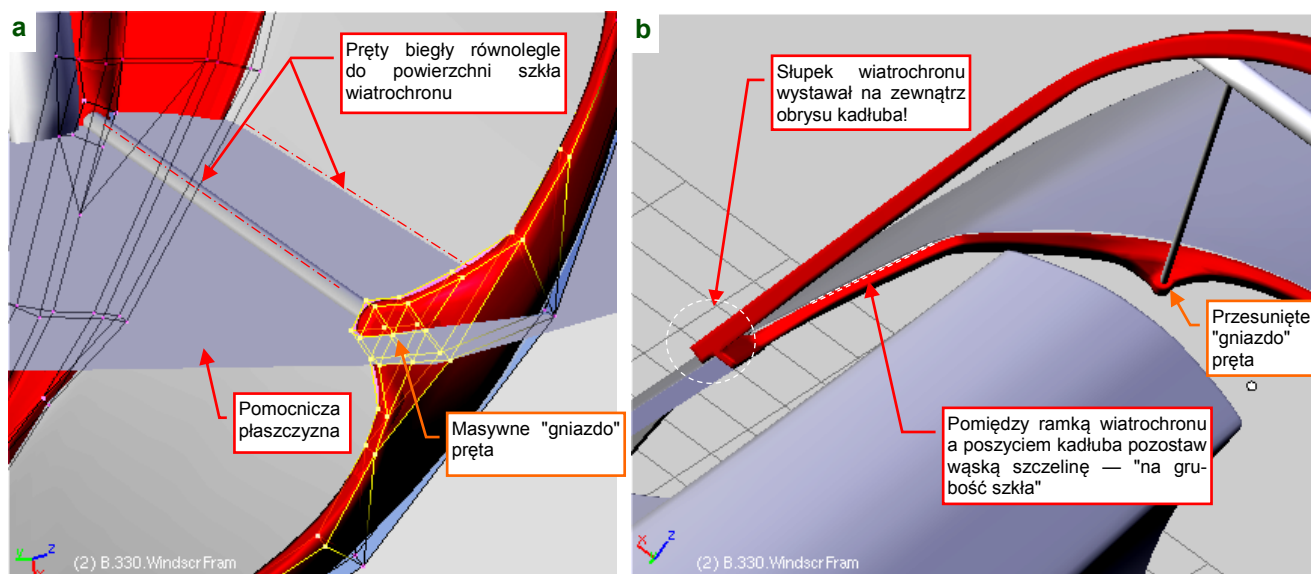 a
Pręty biegły równolegle
do powierzchni szkła
wiatrochronu
Pomocnicza
płaszczyzna
Masywne "gniazdo"
pręta
y
z
x
(2) B.330.WindscrFram
b
Słupek wiatrochronu
wystawał na zewnątrz
obrysu kadłuba!
Przesunięte
"gniazdo"
pręta
Pomiędzy ramką wiatrochronu
a poszyciem kadłuba pozostaw
wąską szczelinę — "na gru-
bość szkła"
x
z
(2) B.330.WindscrFram